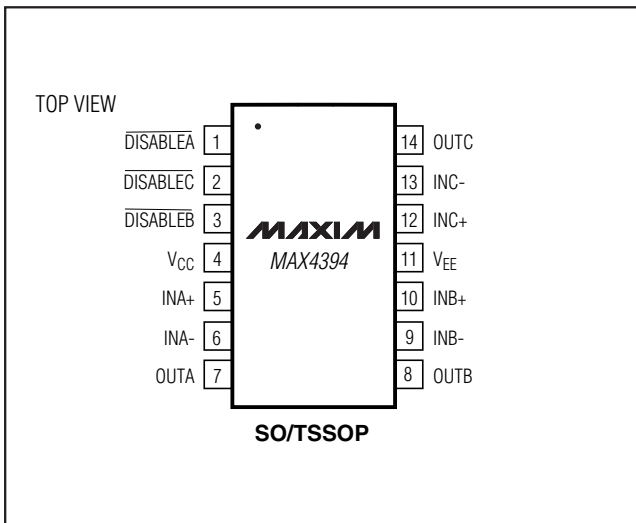 TOP VIEW
DISABLEA 1 14 OUTC
DISABLEC 2 13 INC-
DISABLEB 3 12 INC+
MAXIM
VCC 4 MAX4394 11 VEE
INA+ 5 10 INB+
INA- 6 9 INB-
OUTA 7 8 OUTB
SO/TSSOP